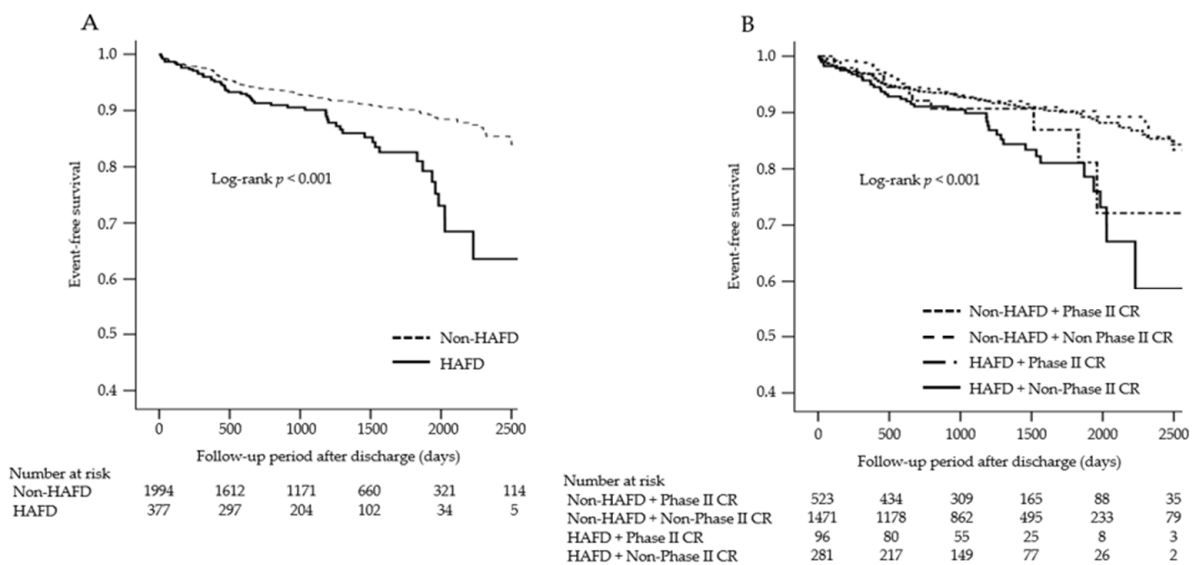 A
1.0
0.9
0.8
0.7
0.6
0.5
0.4
Event-free survival
Log-rank p < 0.001
Non-HAFD
HAFD
0 500 1000 1500 2000 2500
Follow-up period after discharge (days)
Number at risk
Non-HAFD 1994 1612 1171 660 321 114
HAFD 377 297 204 102 34 5
B
1.0
0.9
0.8
0.7
0.6
0.5
0.4
Event-free survival
Log-rank p < 0.001
Non-HAFD + Phase II CR
Non-HAFD + Non Phase II CR
HAFD + Phase II CR
HAFD + Non-Phase II CR
0 500 1000 1500 2000 2500
Follow-up period after discharge (days)
Number at risk
Non-HAFD + Phase II CR 523 434 309 165 88 35
Non-HAFD + Non-Phase II CR 1471 1178 862 495 233 79
HAFD + Phase II CR 96 80 55 25 8 3
HAFD + Non-Phase II CR 281 217 149 77 26 2